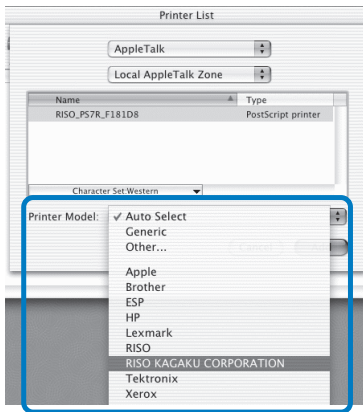 Printer List
AppleTalk
Local AppleTalk Zone
Name Type
RISO_PS7R_F181D8 PostScript printer
Character Set:Western
Printer Model: ✓ Auto Select
Generic
Other...
Apple
Brother
ESP
HP
Lexmark
RISO
RISO KAGAKU CORPORATION
Tektronix
Xerox